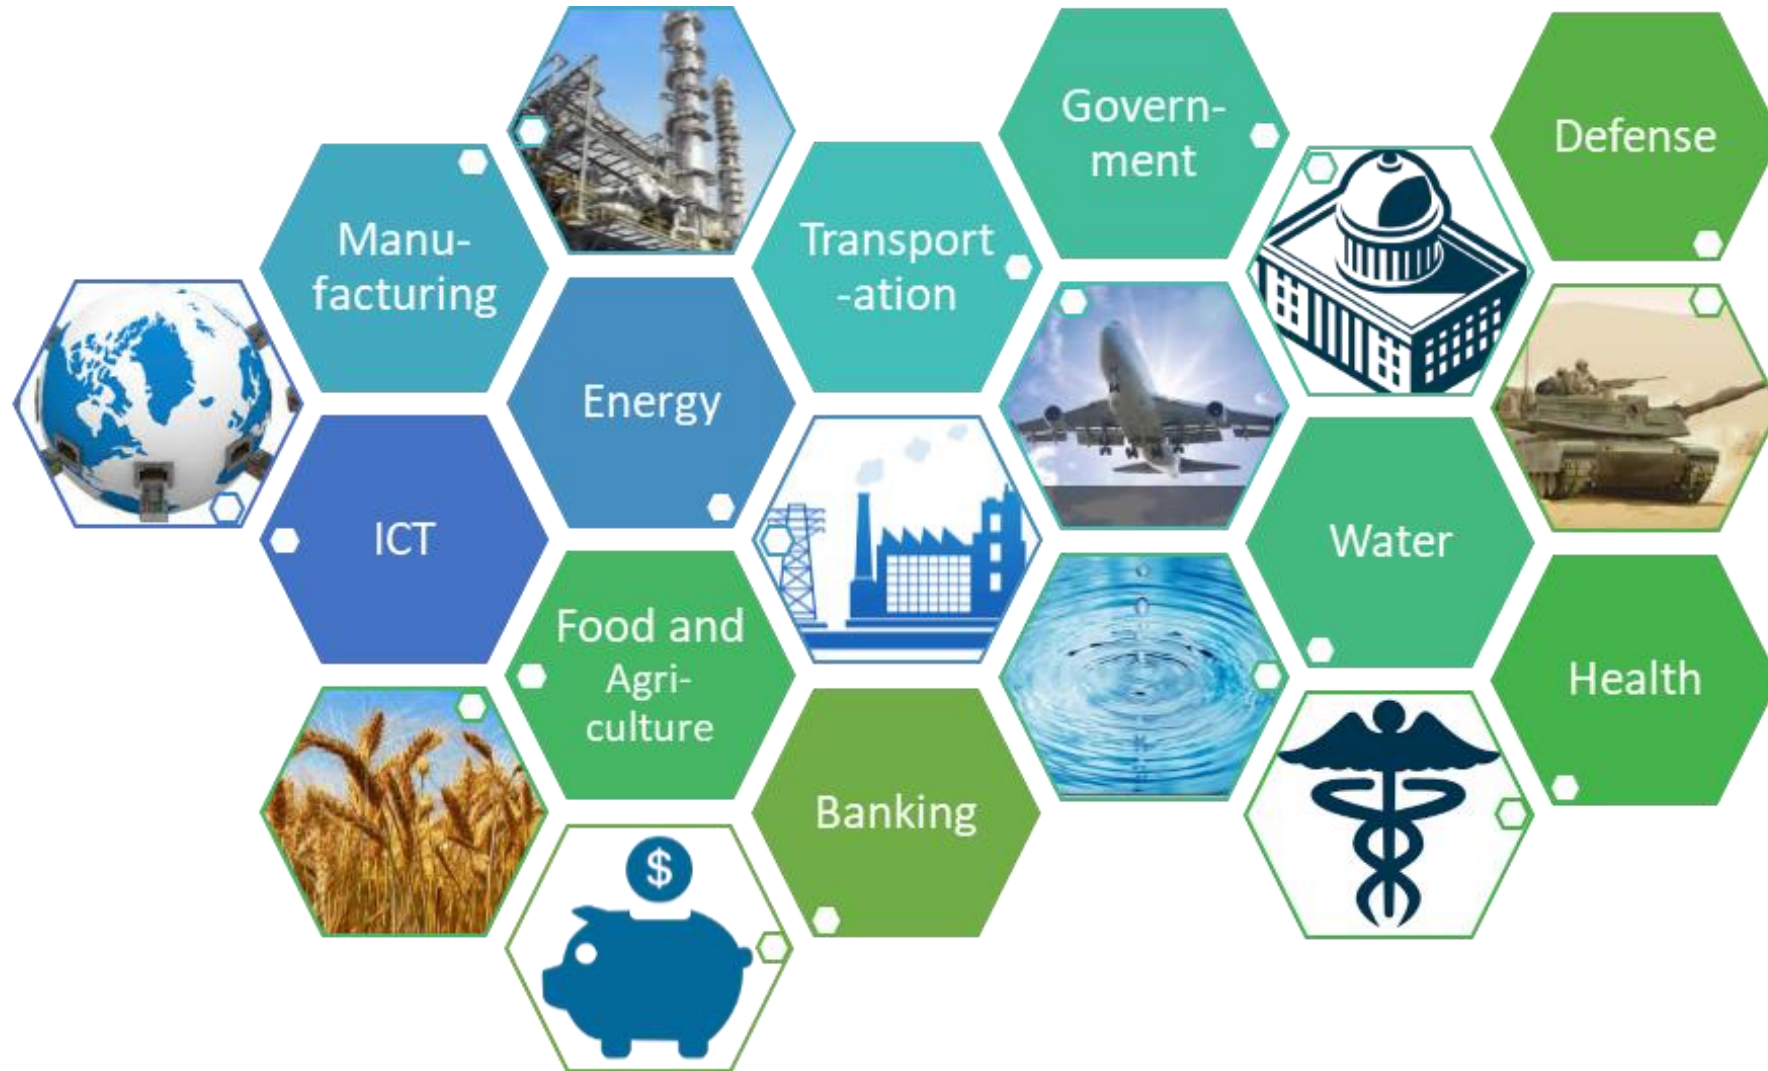 Govern-
ment
Defense
Manu-
facturing
Transport
-ation
Energy
ICT
Water
Food and
Agri-
culture
Health
Banking
$